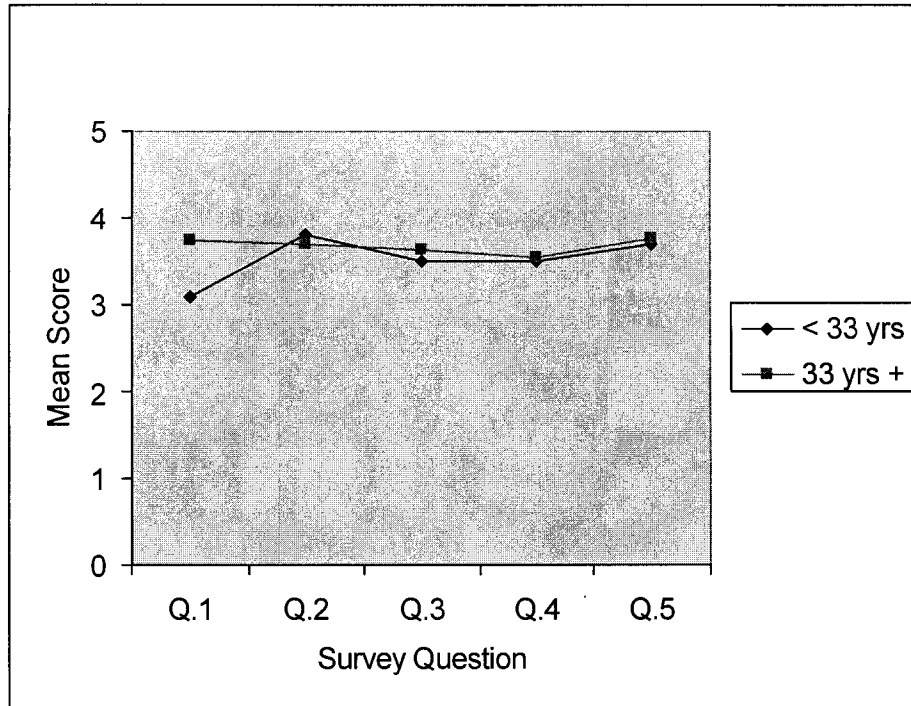 5
4
3
2
1
0
Mean Score
Q.1 Q.2 Q.3 Q.4 Q.5
Survey Question
< 33 yrs
33 yrs +